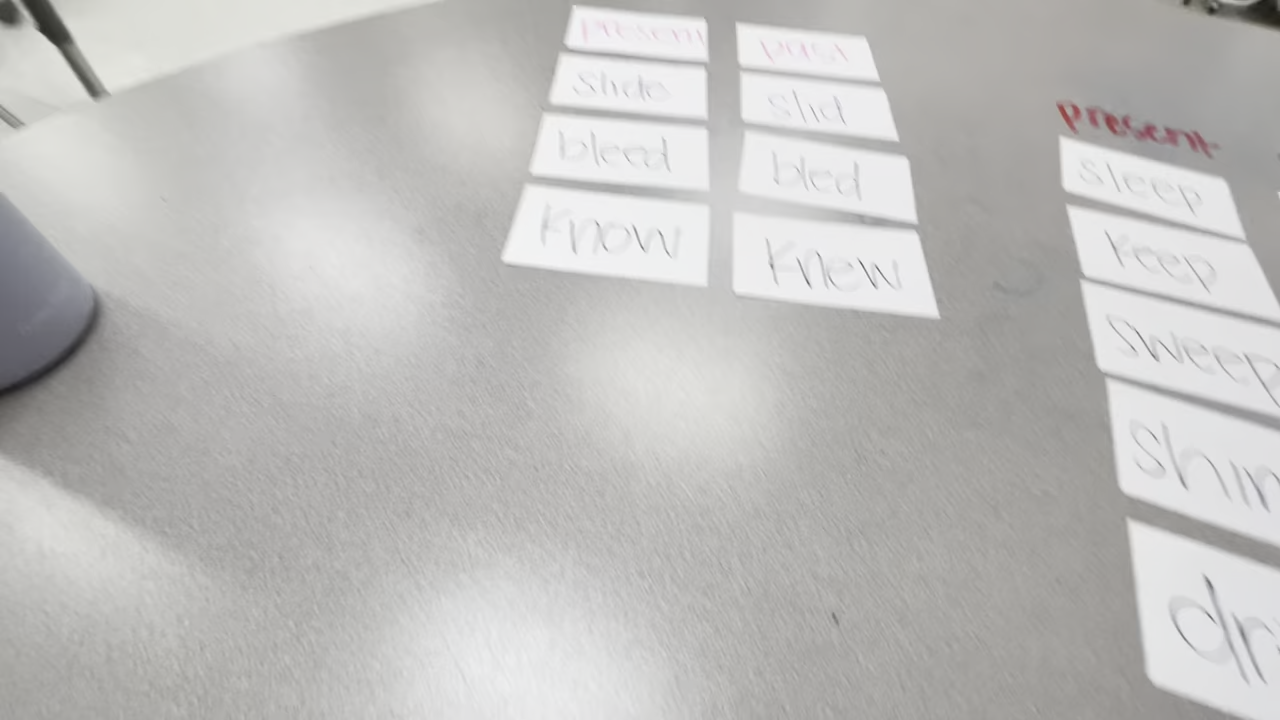 present past
slide slid
bleed bled
know knew
present
sleep
keep
sweep